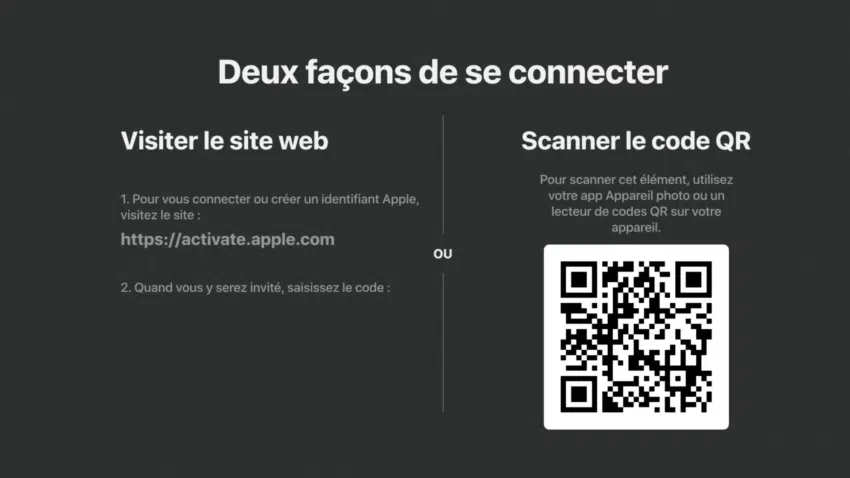 Deux façons de se connecter
Visiter le site web
1. Pour vous connecter ou créer un identifiant Apple,
visitez le site :
https://activate.apple.com
2. Quand vous y serez invité, saisissez le code :
OU
Scanner le code QR
Pour scanner cet élément, utilisez
votre app Appareil photo ou un
lecteur de codes QR sur votre
appareil.